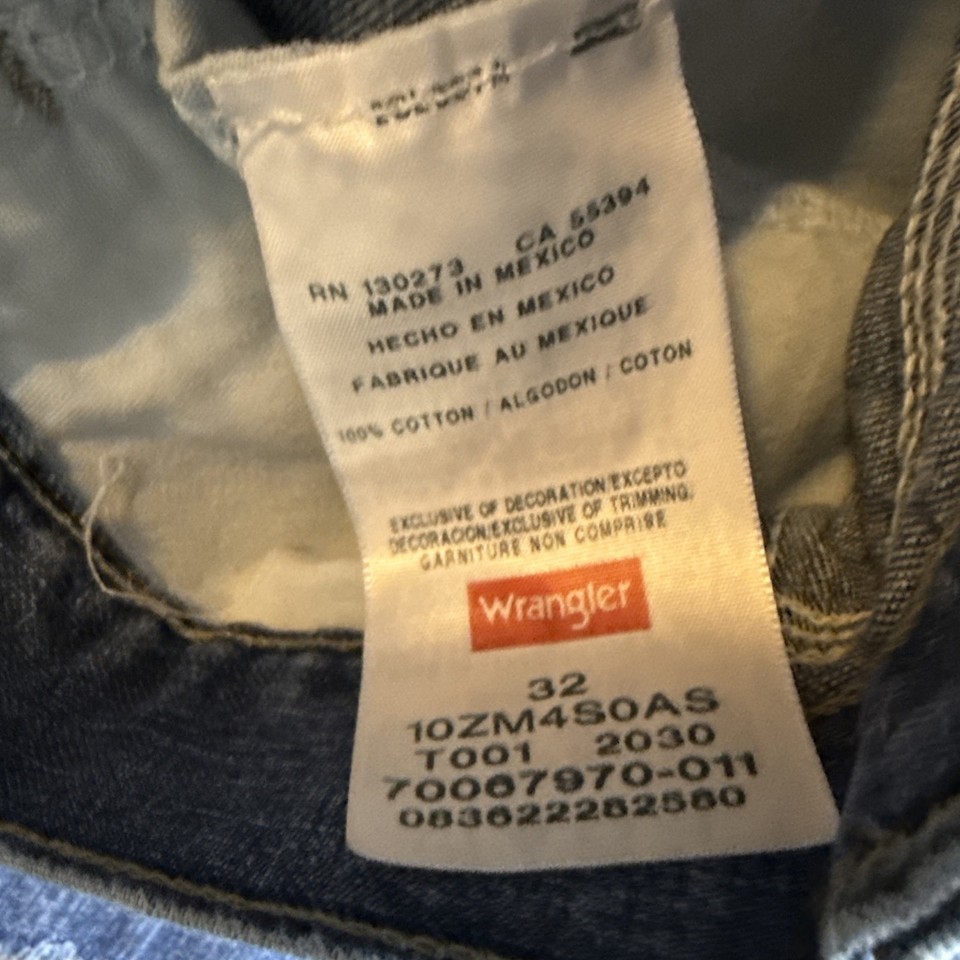 RN 130273 CA 55394
MADE IN MEXICO
HECHO EN MEXICO
FABRIQUE AU MEXIQUE
100% COTTON / ALGODON / COTON
EXCLUSIVE OF DECORATION/EXCEPTO
DECORACION/EXCLUSIVE OF TRIMMING.
GARNITURE NON COMPRISE
Wrangler
32
10ZM4S0AS
T001 2030
70067970-011
083622282580